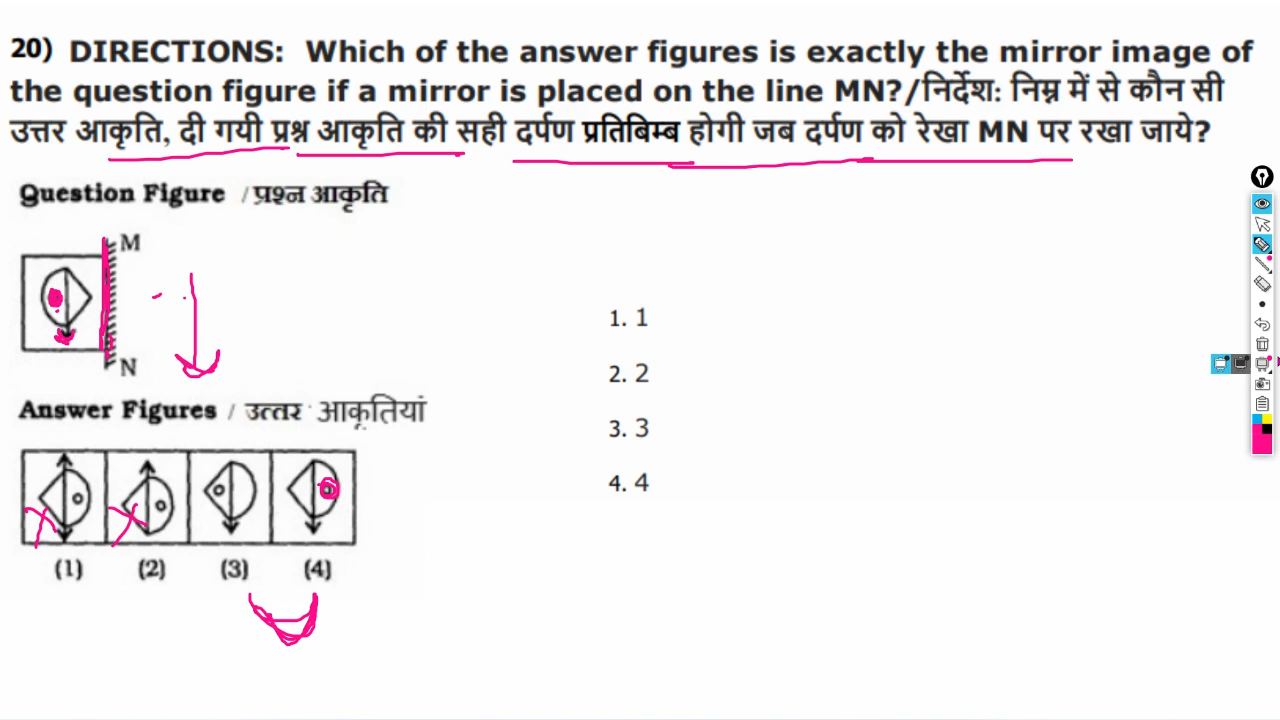 20) DIRECTIONS: Which of the answer figures is exactly the mirror image of
the question figure if a mirror is placed on the line MN?/निर्देश: निम्न में से कौन सी
उत्तर आकृति, दी गयी प्रश्न आकृति की सही दर्पण प्रतिबिम्ब होगी जब दर्पण को रेखा MN पर रखा जाये?
Question Figure / प्रश्न आकृति
M
N
1. 1
2. 2
3. 3
4. 4
Answer Figures / उत्तर आकृतियां
(1) (2) (3) (4)